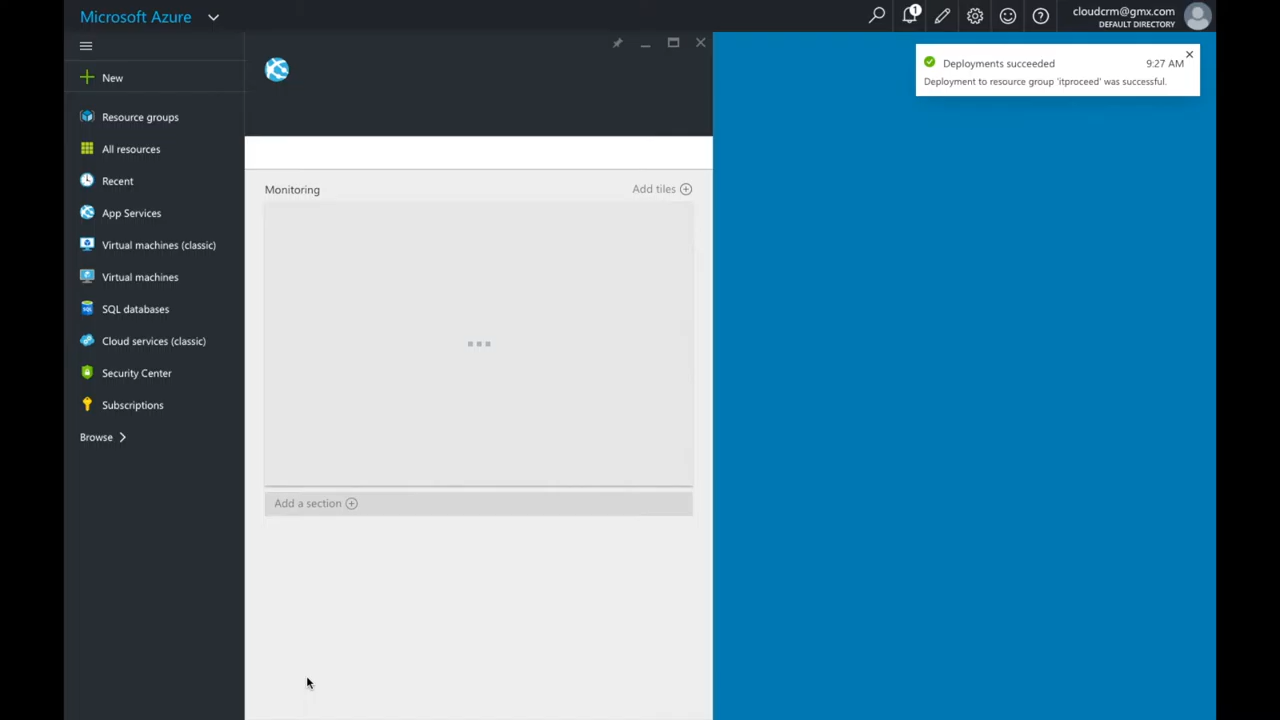 Microsoft Azure
1
cloudcrm@gmx.com
DEFAULT DIRECTORY
Deployments succeeded 9:27 AM
Deployment to resource group 'itproceed' was successful.
New
Resource groups
All resources
Recent
App Services
Virtual machines (classic)
Virtual machines
SQL databases
Cloud services (classic)
Security Center
Subscriptions
Browse
Monitoring
Add tiles
Add a section